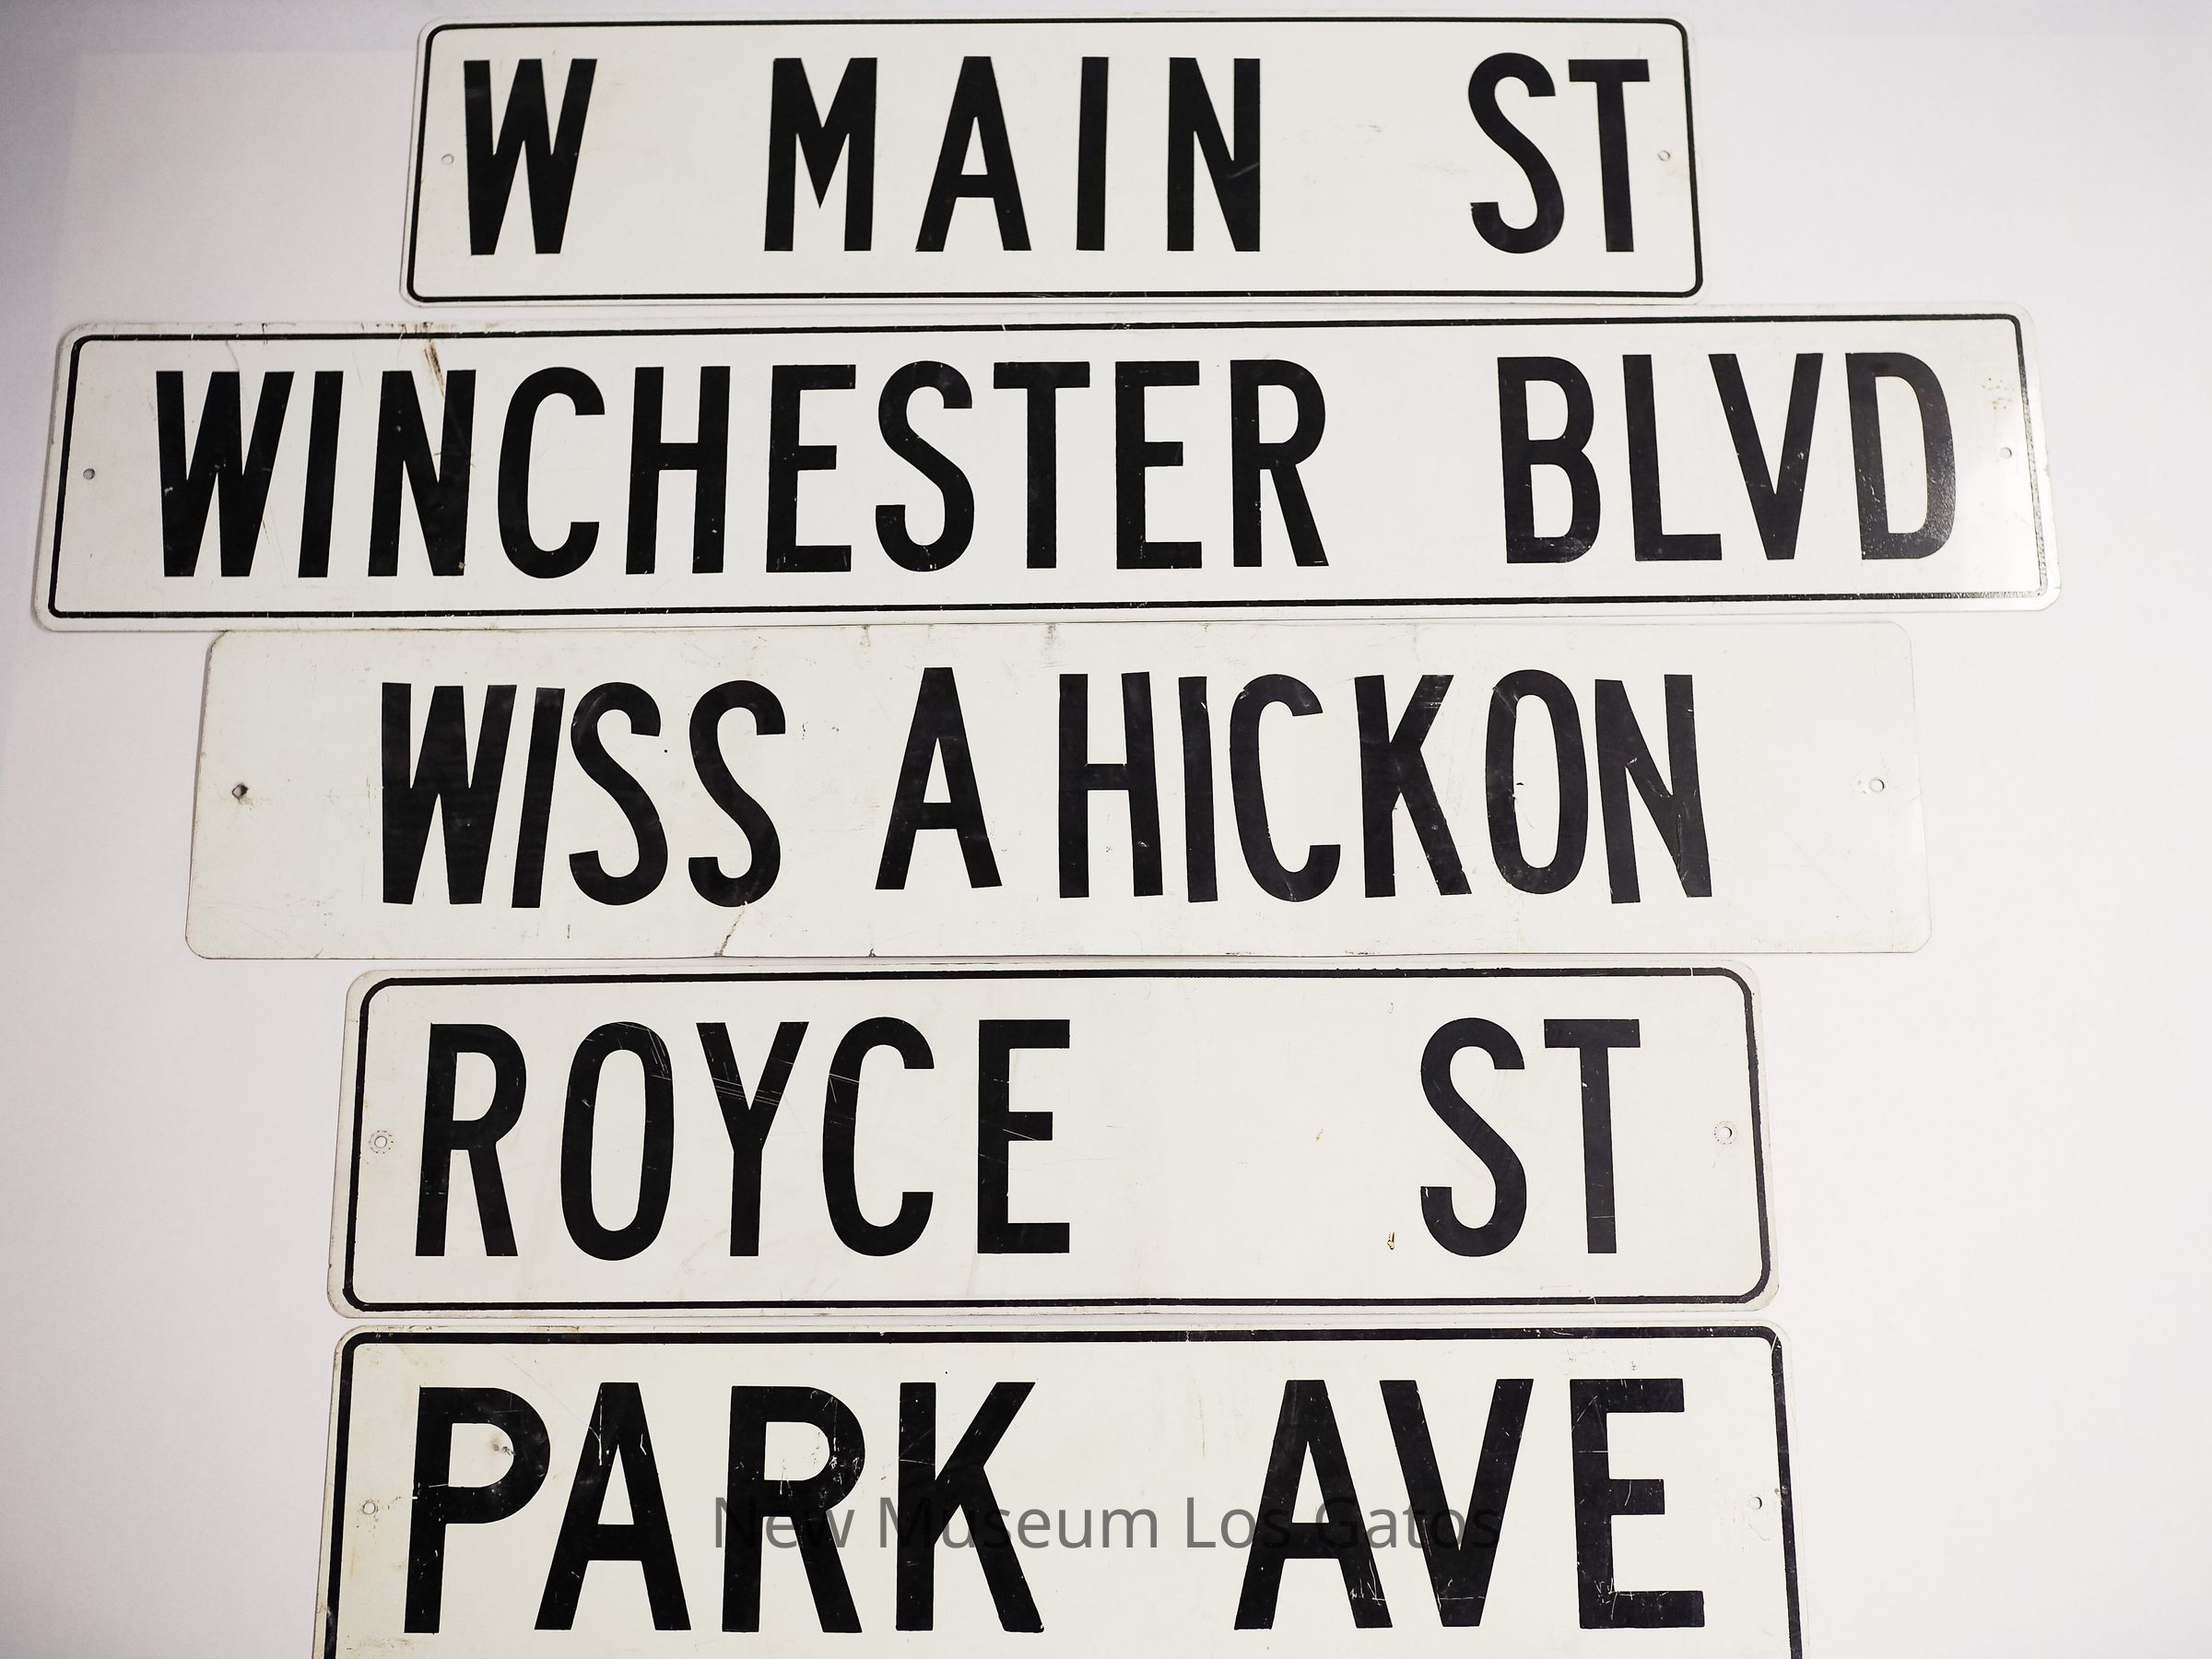 W MAIN ST
WINCHESTER BLVD
WISS A HICKON
ROYCE ST
PARK AVE
New Museum Los Gatos